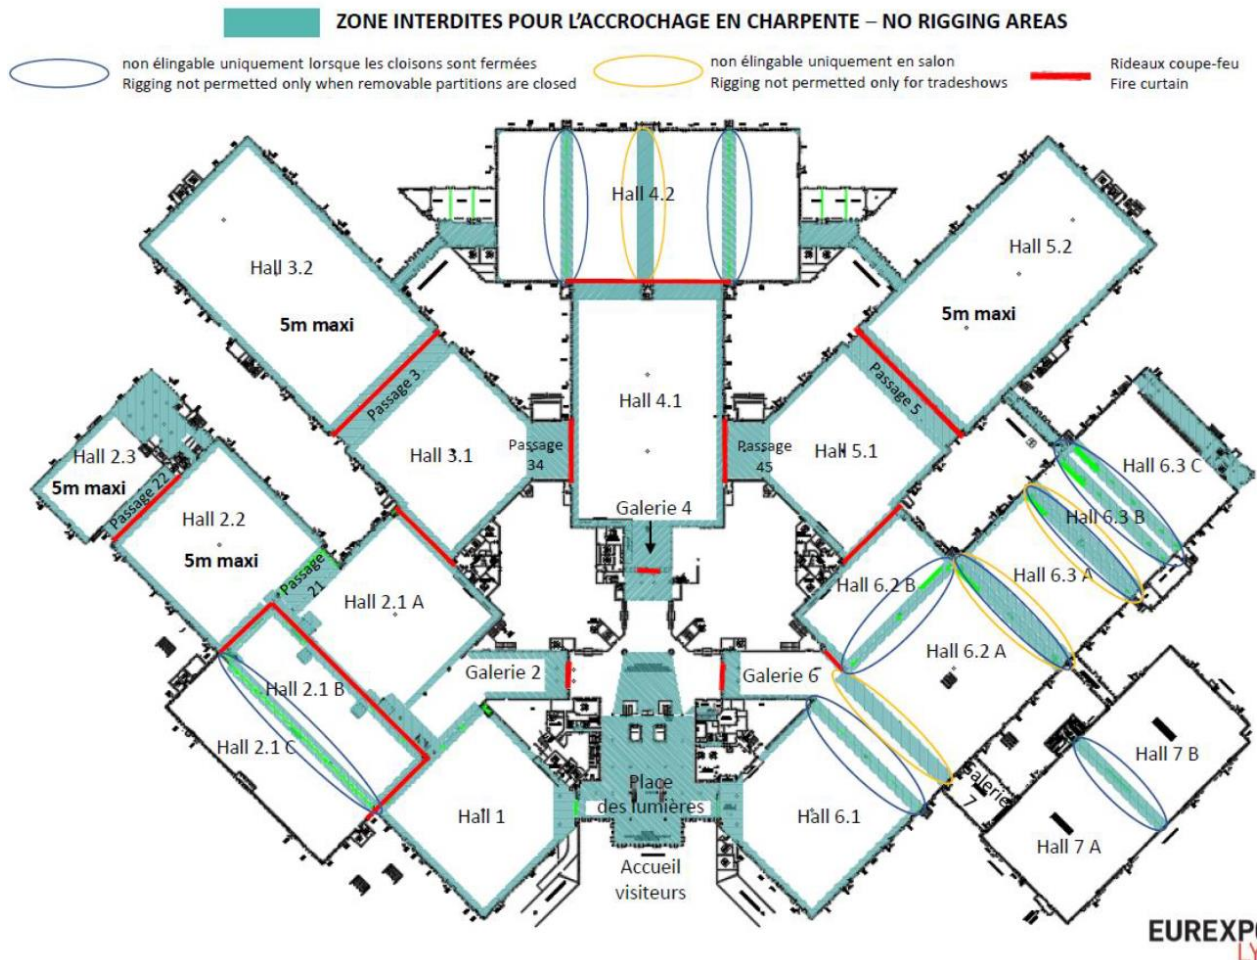 ZONE INTERDITES POUR L'ACCROCHAGE EN CHARPENTE – NO RIGGING AREAS
non élingable uniquement lorsque les cloisons sont fermées
Rigging not permetted only when removable partitions are closed
non élingable uniquement en salon
Rigging not permetted only for tradeshows
Rideaux coupe-feu
Fire curtain
Hall 4.2
Hall 3.2
5m maxi
Hall 5.2
5m maxi
Passage 3
Hall 4.1
Passage 5
Hall 3.1
Passage
34
Passage
45
Hall 5.1
Hall 2.3
5m maxi
Passage 22
Hall 2.2
5m maxi
Galerie 4
Hall 6.3 C
Hall 6.3 B
Hall 6.3 A
Passage
21
Hall 2.1 A
Hall 6.2 B
Hall 6.2 A
Galerie 2
Galerie 6
Hall 2.1 B
Hall 2.1 C
Hall 7 B
Galerie
7
Hall 7 A
Hall 1
Place
des lumières
Hall 6.1
Accueil
visiteurs
EUREXP
LY